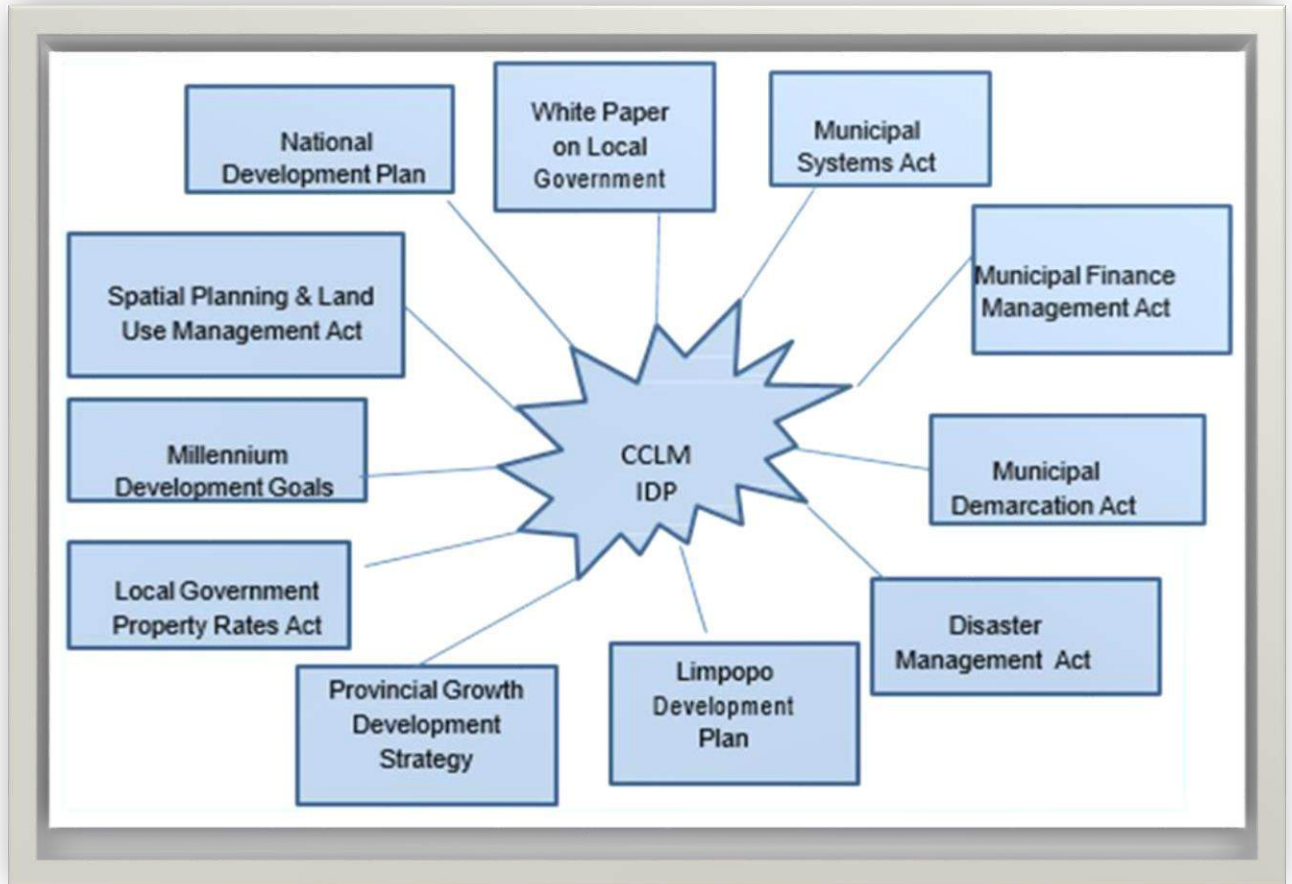 White Paper
on Local
Government
National
Development Plan
Municipal
Systems Act
Spatial Planning & Land
Use Management Act
Municipal Finance
Management Act
Millennium
Development Goals
CCLM
IDP
Municipal
Demarcation Act
Local Government
Property Rates Act
Disaster
Management Act
Provincial Growth
Development
Strategy
Limpopo
Development
Plan